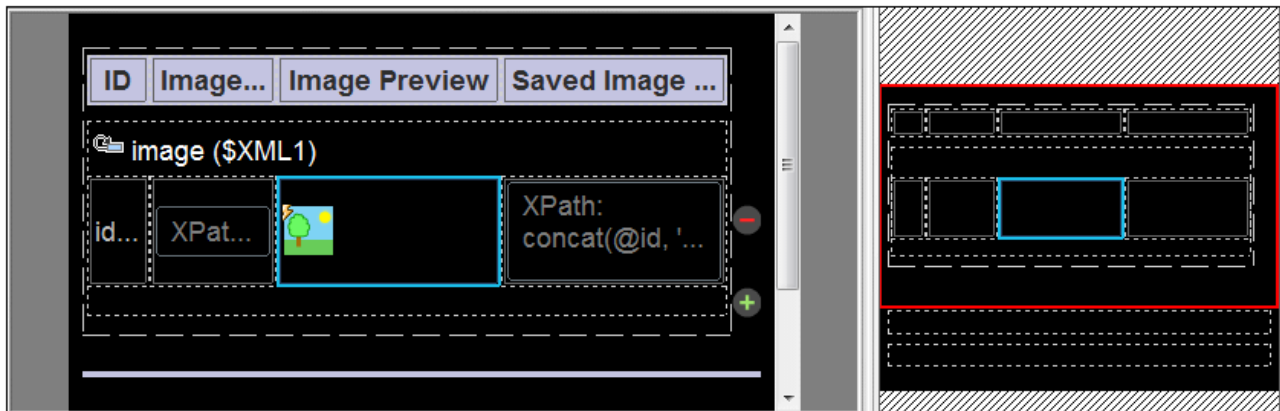 ID Image... Image Preview Saved Image ...
image ($XML1)
id... XPat... XPath:
concat(@id, '...